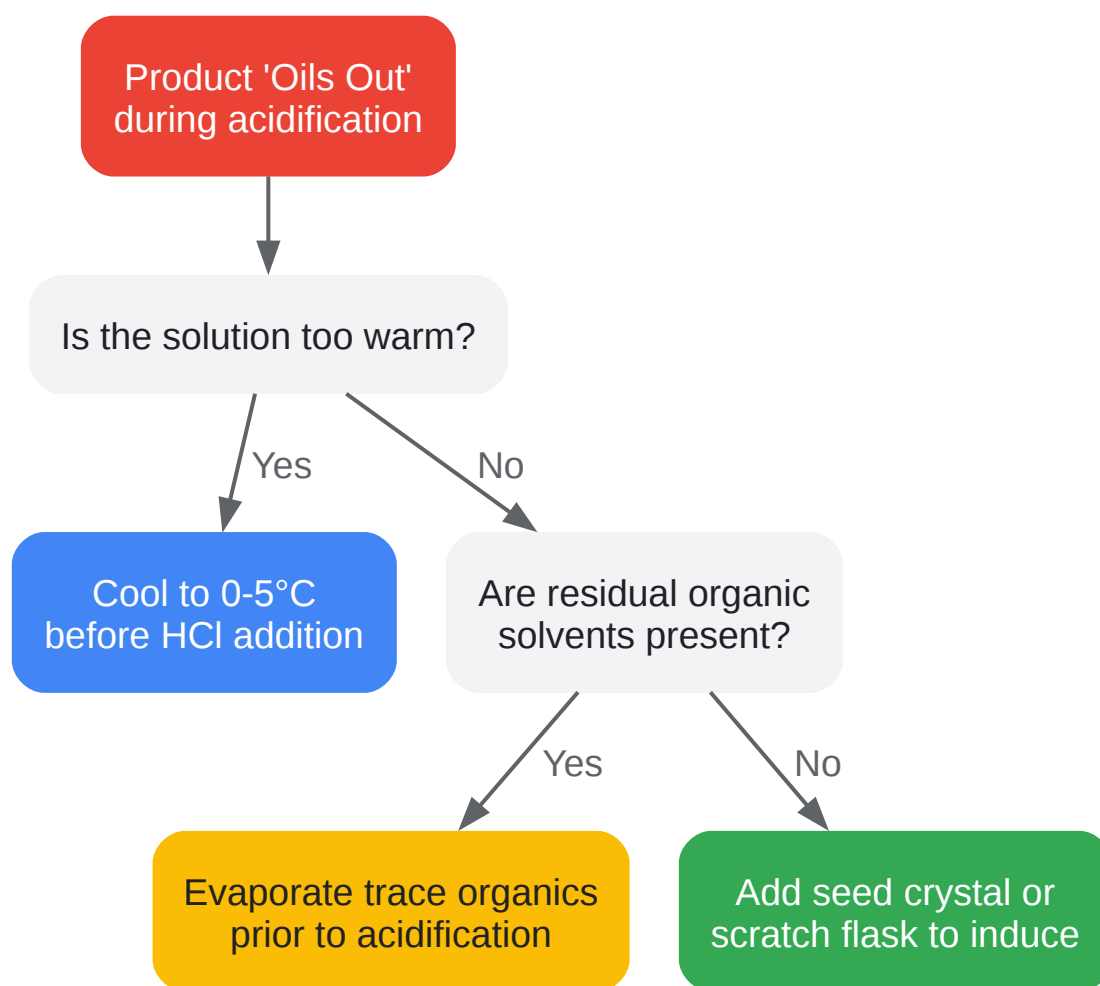 Product 'Oils Out'
during acidification
Is the solution too warm?
Yes
No
Cool to 0-5°C
before HCl addition
Are residual organic
solvents present?
Yes
No
Evaporate trace organics
prior to acidification
Add seed crystal or
scratch flask to induce